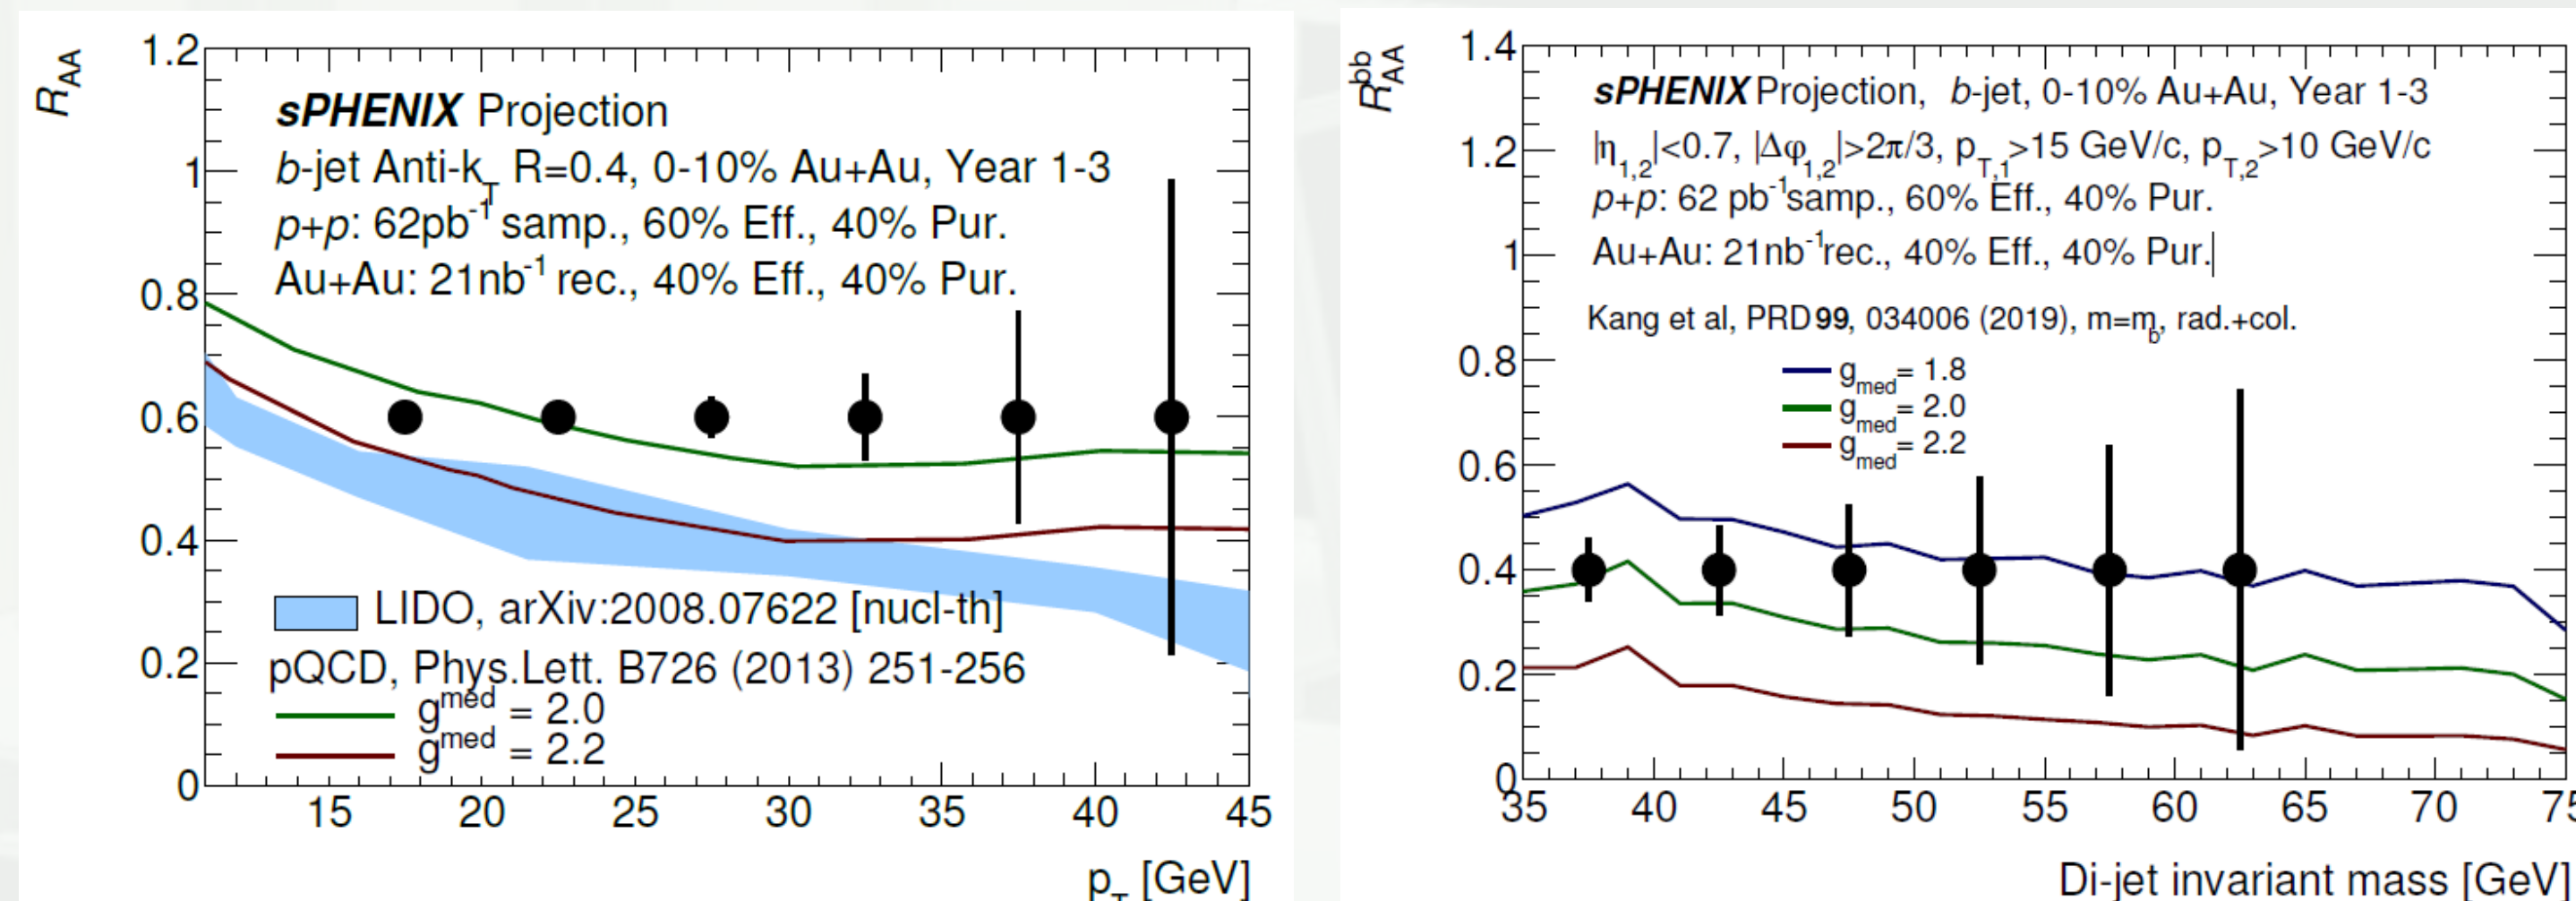 R_AA
1.2
1
0.8
0.6
0.4
0.2
0
sPHENIX Projection
b-jet Anti-k_T R=0.4, 0-10% Au+Au, Year 1-3
p+p: 62pb⁻¹ samp., 60% Eff., 40% Pur.
Au+Au: 21nb⁻¹ rec., 40% Eff., 40% Pur.
LIDO, arXiv:2008.07622 [nucl-th]
pQCD, Phys.Lett. B726 (2013) 251-256
g^med = 2.0
g^med = 2.2
15 20 25 30 35 40 45
p_T [GeV]
R_AA^bb
1.4
1.2
1
0.8
0.6
0.4
0.2
0
sPHENIX Projection, b-jet, 0-10% Au+Au, Year 1-3
|η_1,2|<0.7, |Δφ_1,2|>2π/3, p_T,1>15 GeV/c, p_T,2>10 GeV/c
p+p: 62 pb⁻¹samp., 60% Eff., 40% Pur.
Au+Au: 21nb⁻¹rec., 40% Eff., 40% Pur.
Kang et al, PRD 99, 034006 (2019), m=m_b, rad.+col.
g_med = 1.8
g_med = 2.0
g_med = 2.2
35 40 45 50 55 60 65 70 75
Di-jet invariant mass [GeV]